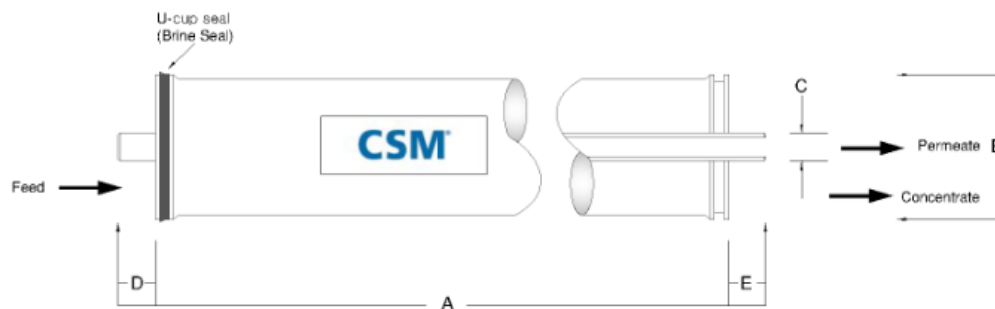 U-cup seal
(Brine Seal)
C
CSM
Permeate
Feed
Concentrate
D
E
A